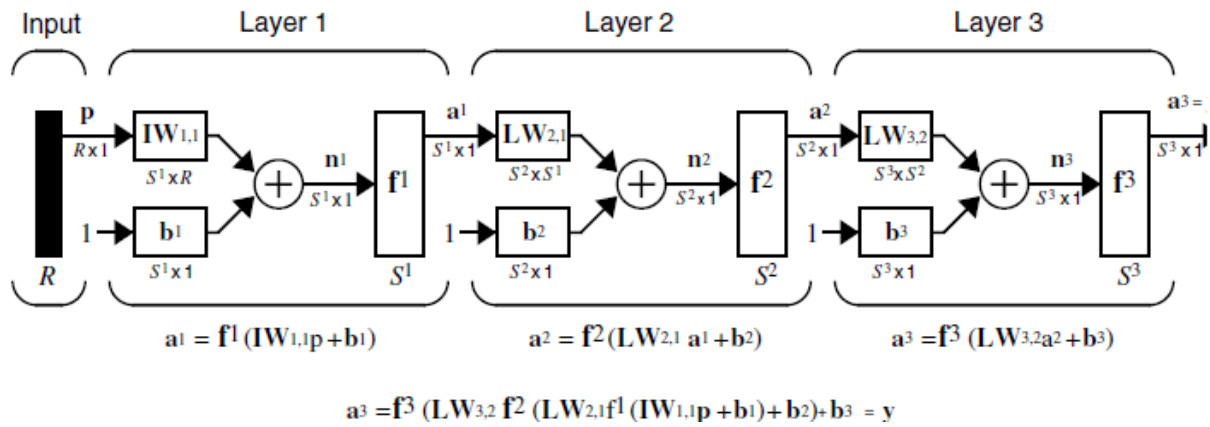 Input Layer 1 Layer 2 Layer 3
p a¹ a² a³ =
IW₁,₁ LW₂,₁ LW₃,₂
R x 1 S¹ x R n¹ S¹ x 1 S¹ x 1 S² x S¹ n² S² x 1 S² x 1 S³ x S² n³ S³ x 1 S³ x 1
+ f¹ + f² + f³
1 b¹ 1 b² 1 b³
S¹ x 1 S² x 1 S³ x 1
R S¹ S² S³
a₁ = f¹ (IW₁,₁p + b₁) a₂ = f² (LW₂,₁ a¹ + b₂) a₃ = f³ (LW₃,₂a² + b₃)
a₃ = f³ (LW₃,₂ f² (LW₂,₁f¹ (IW₁,₁p + b₁) + b₂) + b₃ = y